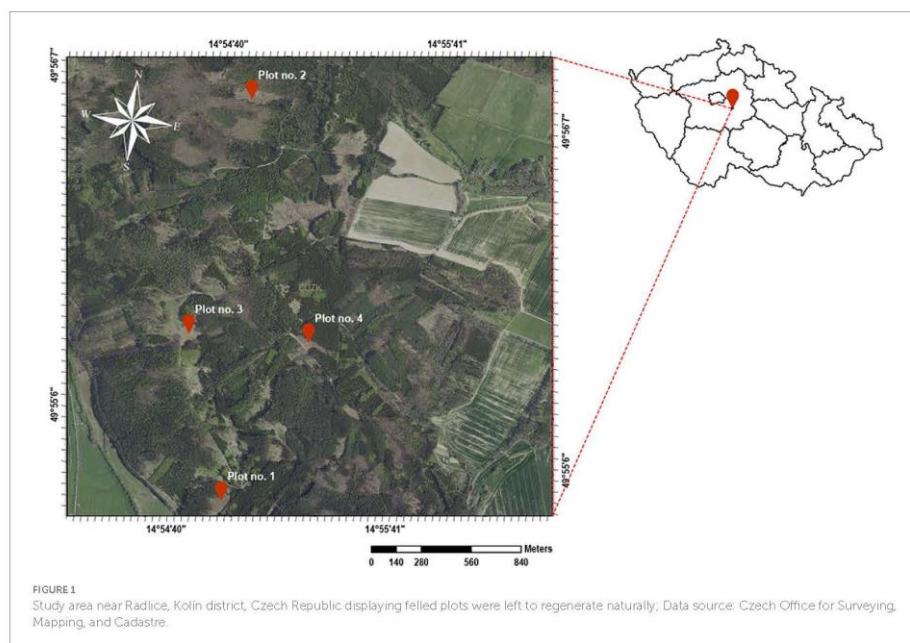 14°54'40" 14°55'41"
49°56'7"
Plot no. 2
N
W E
S
49°56'7"
Plot no. 3
Plot no. 4
49°55'6"
49°55'6"
Plot no. 1
14°54'40" 14°55'41"
Meters
0 140 280 560 840
FIGURE 1
Study area near Radlice, Kolín district, Czech Republic displaying felled plots were left to regenerate naturally; Data source: Czech Office for Surveying,
Mapping, and Cadastre.